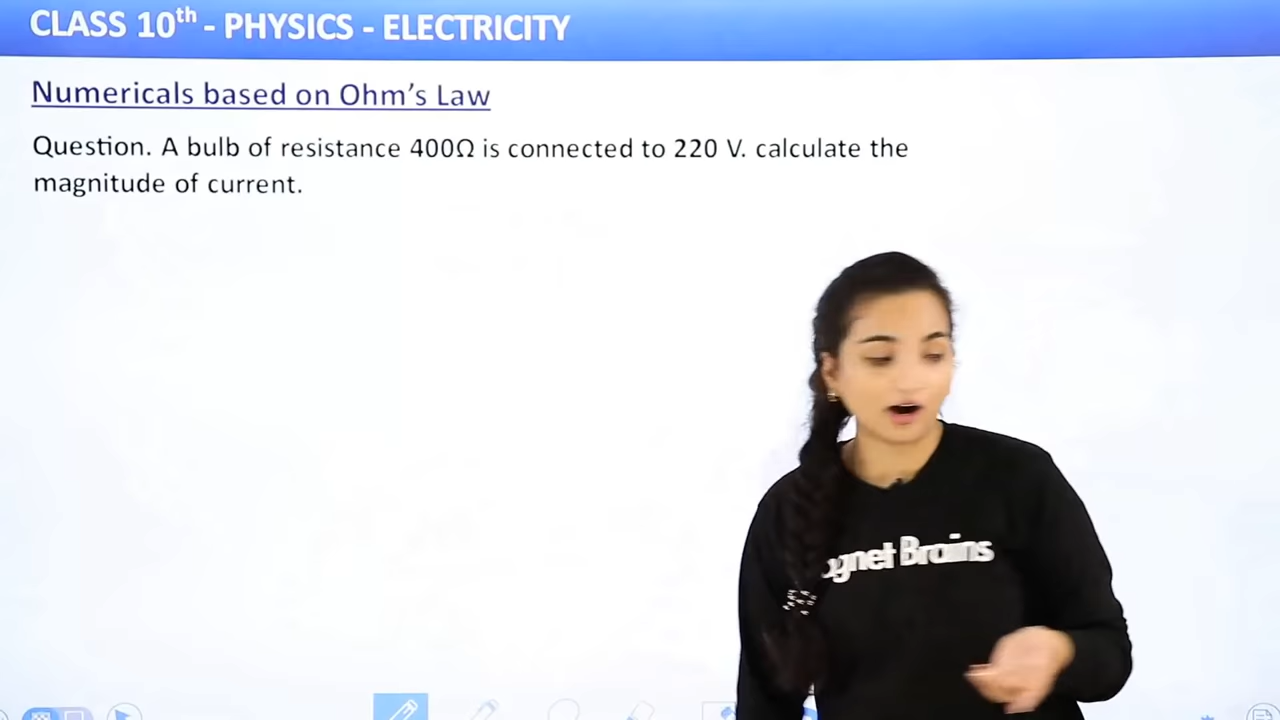 CLASS 10th - PHYSICS - ELECTRICITY
Numericals based on Ohm's Law
Question. A bulb of resistance 400Ω is connected to 220 V. calculate the
magnitude of current.
Brains